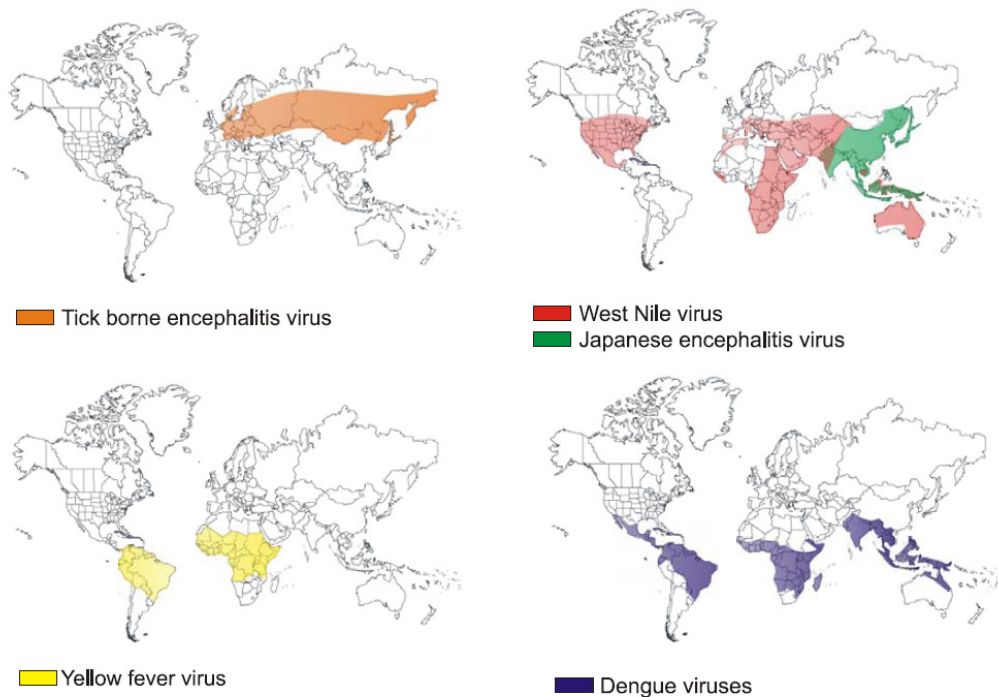 Tick borne encephalitis virus
West Nile virus
Japanese encephalitis virus
Yellow fever virus
Dengue viruses